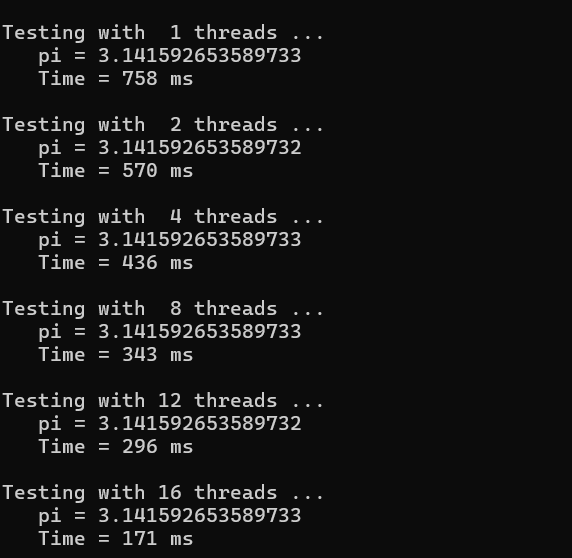 Testing with  1 threads ...
   pi = 3.141592653589733
   Time = 758 ms

Testing with  2 threads ...
   pi = 3.141592653589732
   Time = 570 ms

Testing with  4 threads ...
   pi = 3.141592653589733
   Time = 436 ms

Testing with  8 threads ...
   pi = 3.141592653589733
   Time = 343 ms

Testing with 12 threads ...
   pi = 3.141592653589732
   Time = 296 ms

Testing with 16 threads ...
   pi = 3.141592653589733
   Time = 171 ms